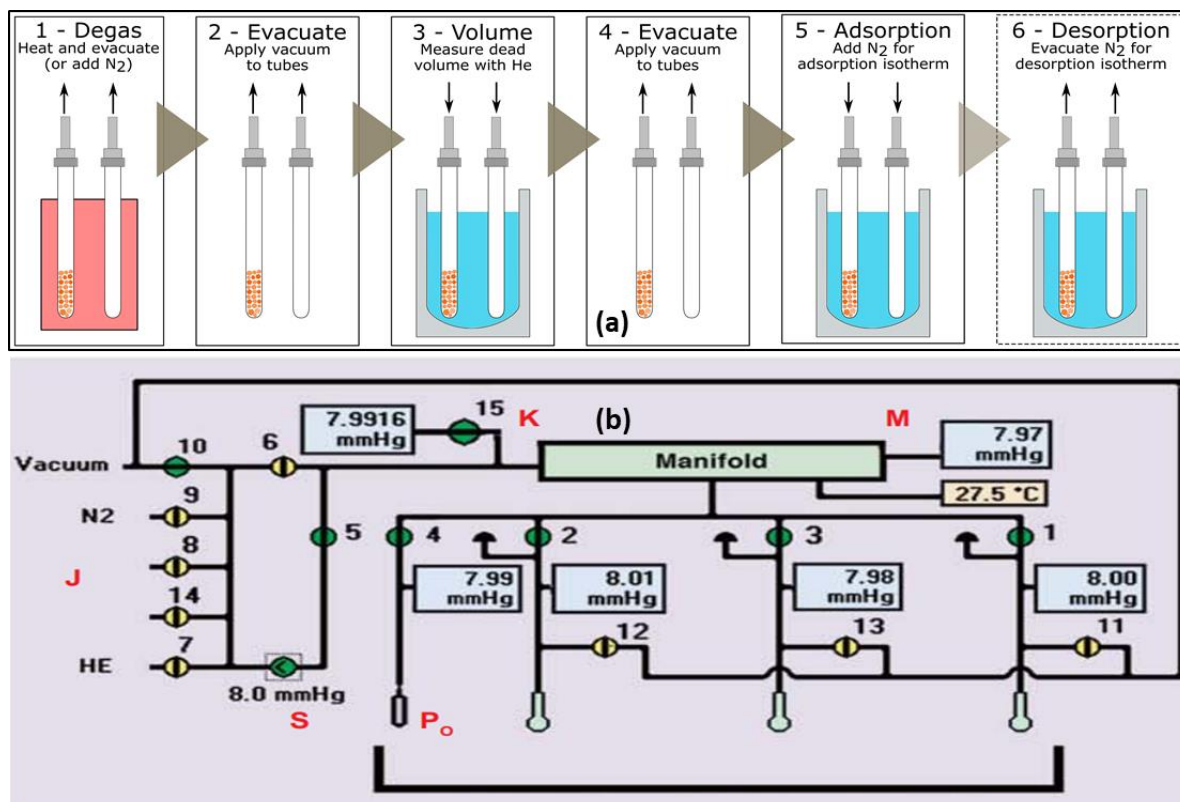 1 - Degas
Heat and evacuate
(or add N2)
2 - Evacuate
Apply vacuum
to tubes
3 - Volume
Measure dead
volume with He
4 - Evacuate
Apply vacuum
to tubes
5 - Adsorption
Add N2 for
adsorption isotherm
6 - Desorption
Evacuate N2 for
desorption isotherm
(a)
(b)
7.9916
mmHg
15
K
M
7.97
mmHg
Manifold
27.5 °C
Vacuum
10
6
N2
9
5
4
2
3
1
J
8
14
7.99
mmHg
8.01
mmHg
7.98
mmHg
8.00
mmHg
12
13
11
HE
7
8.0 mmHg
S
Po